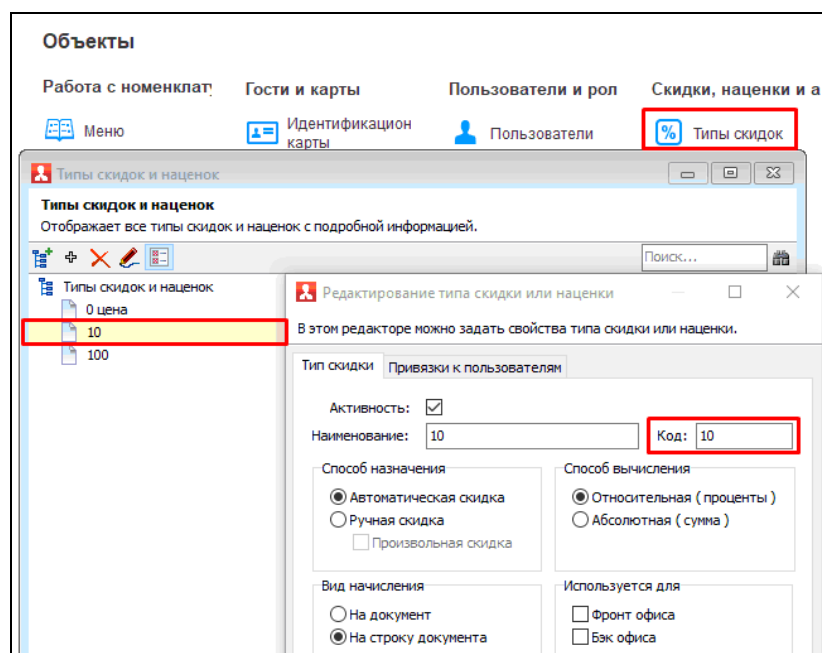 Объекты
Работа с номенклат
Гости и карты
Пользователи и рол
Скидки, наценки и а
Меню
Идентификацион
карты
Пользователи
Типы скидок
Типы скидок и наценок
Типы скидок и наценок
Отображает все типы скидок и наценок с подробной информацией.
Поиск...
Типы скидок и наценок
0 цена
10
100
Редактирование типа скидки или наценки
В этом редакторе можно задать свойства типа скидки или наценки.
Тип скидки
Привязки к пользователям
Активность:
Наименование: 10
Код: 10
Способ назначения
Автоматическая скидка
Ручная скидка
Произвольная скидка
Способ вычисления
Относительная ( проценты )
Абсолютная ( сумма )
Вид начисления
На документ
На строку документа
Используется для
Фронт офиса
Бэк офиса